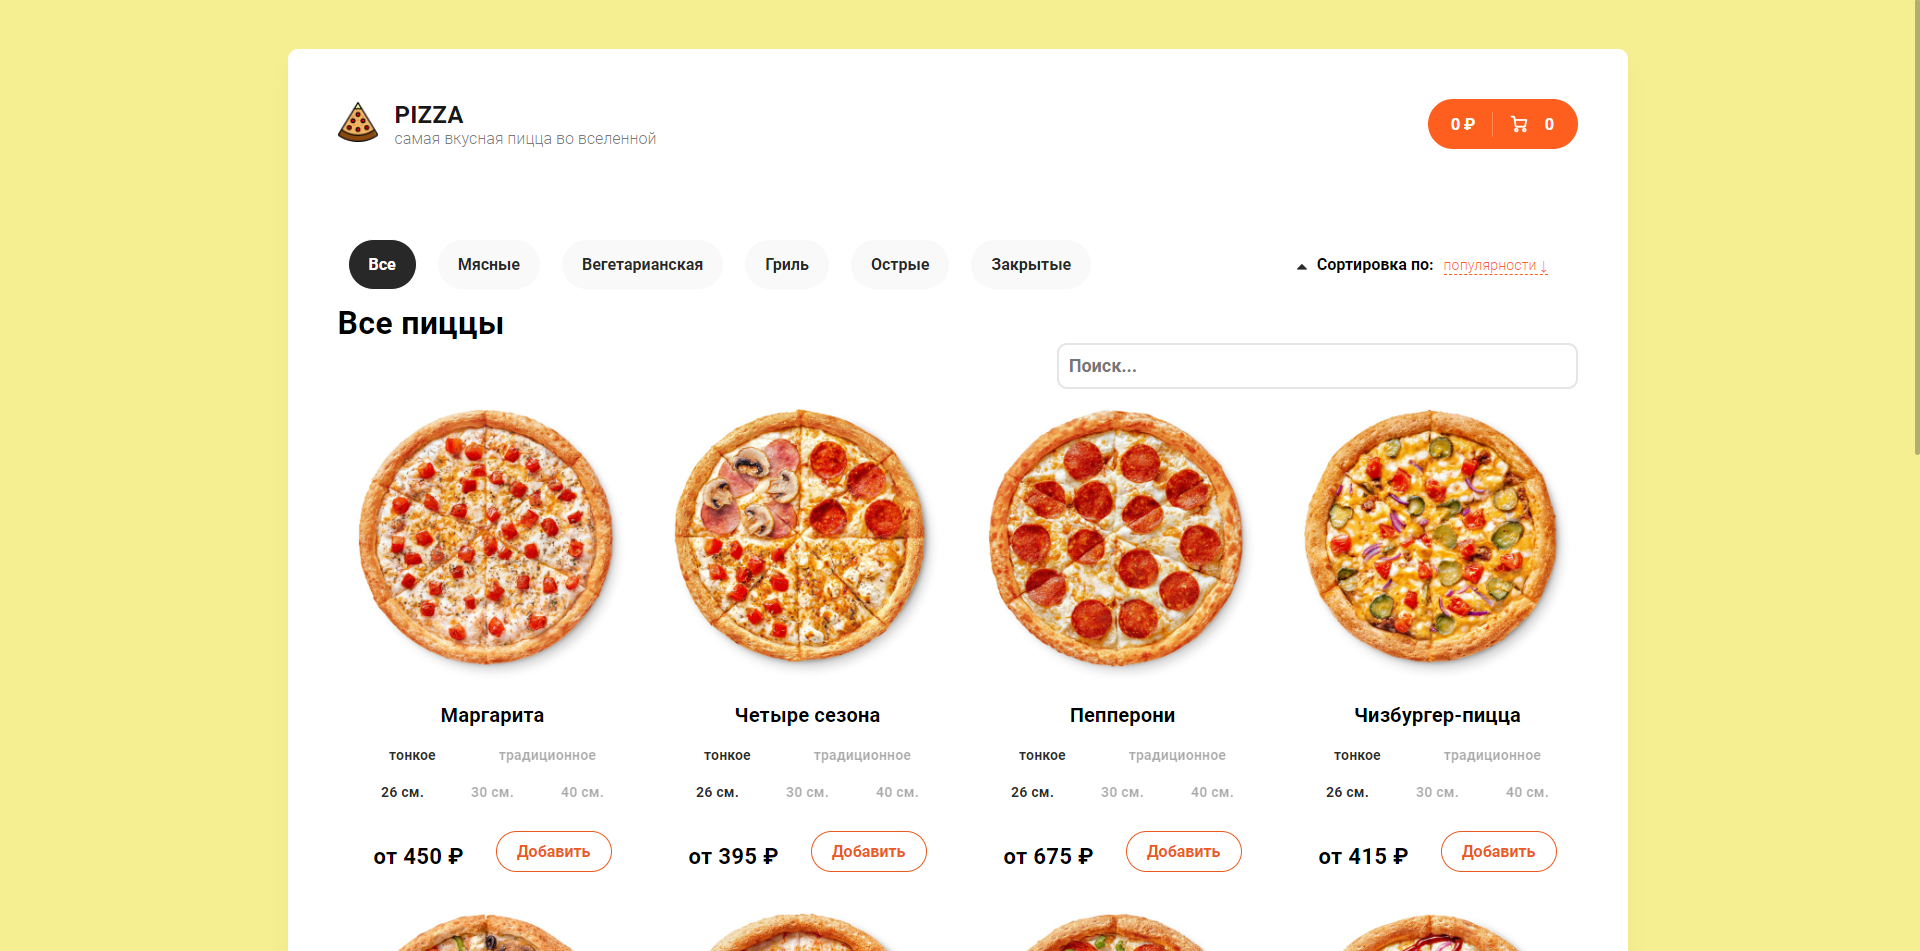 PIZZA
самая вкусная пицца во вселенной
0 ₽ 0
Все Мясные Вегетарианская Гриль Острые Закрытые Сортировка по: популярности ↓
Все пиццы
Поиск...
Маргарита Четыре сезона Пепперони Чизбургер-пицца
тонкое традиционное тонкое традиционное тонкое традиционное тонкое традиционное
26 см. 30 см. 40 см. 26 см. 30 см. 40 см. 26 см. 30 см. 40 см. 26 см. 30 см. 40 см.
от 450 ₽ Добавить от 395 ₽ Добавить от 675 ₽ Добавить от 415 ₽ Добавить